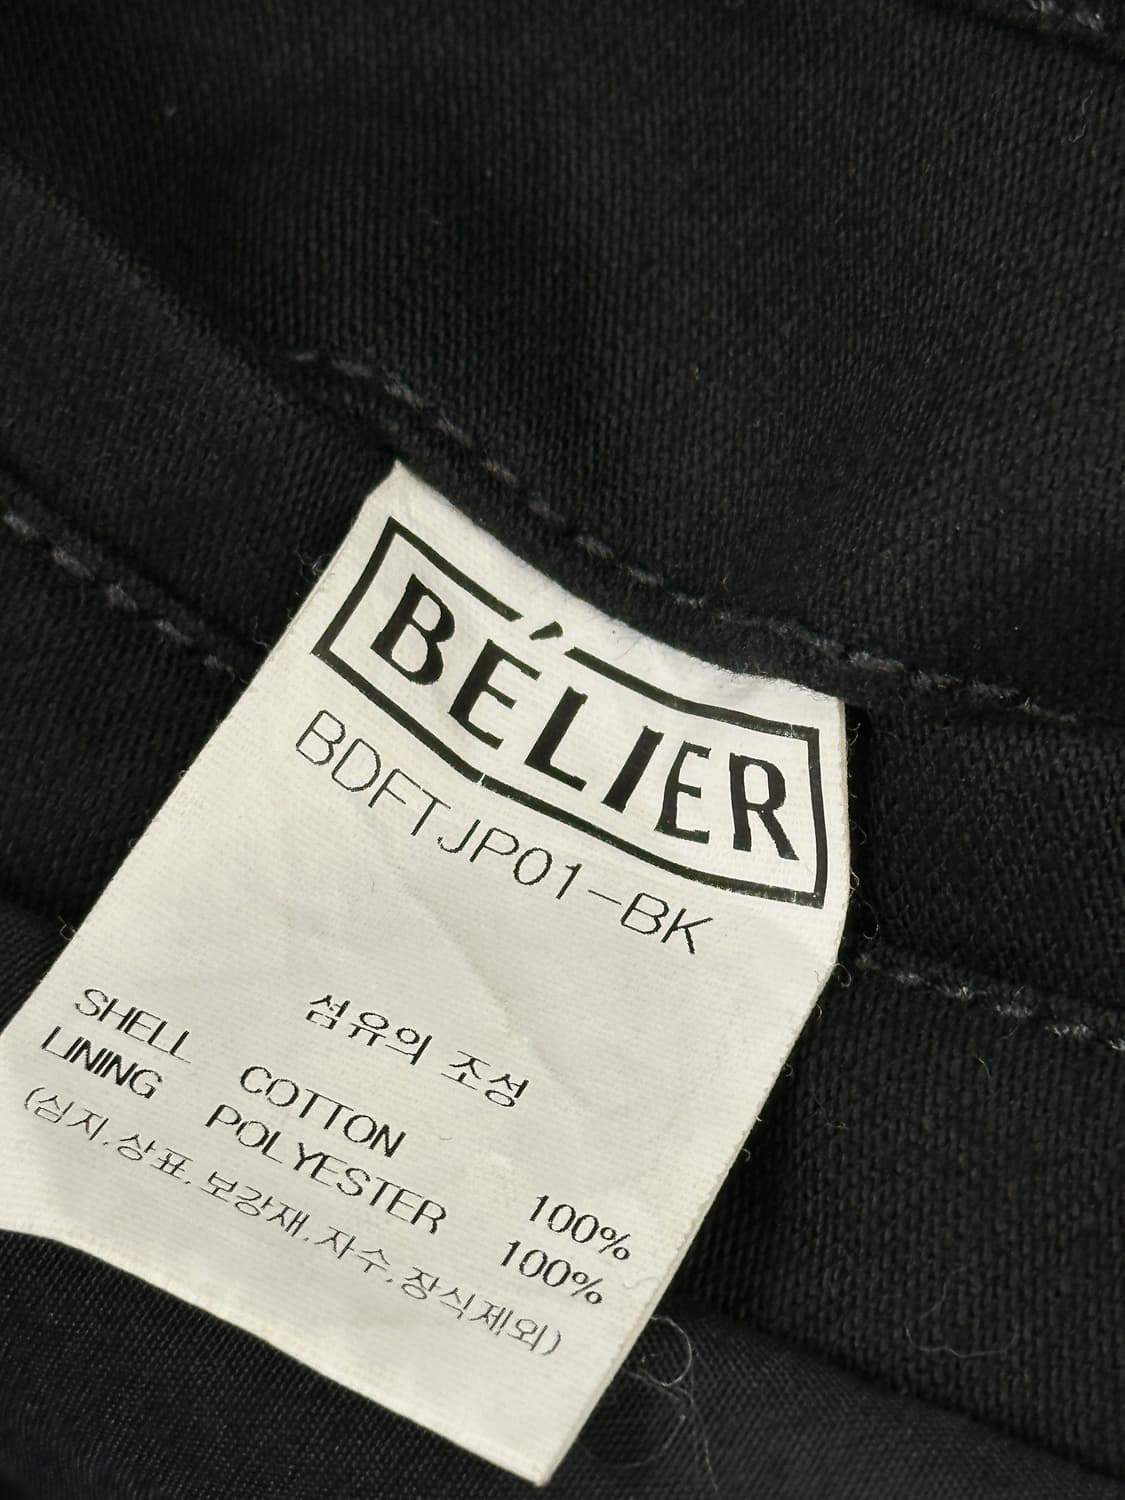 BÉLIER
BDFTJP01-BK
섬유의 조성
SHELL COTTON 100%
LINING POLYESTER 100%
(심지,상표,보강재,자수,장식제외)